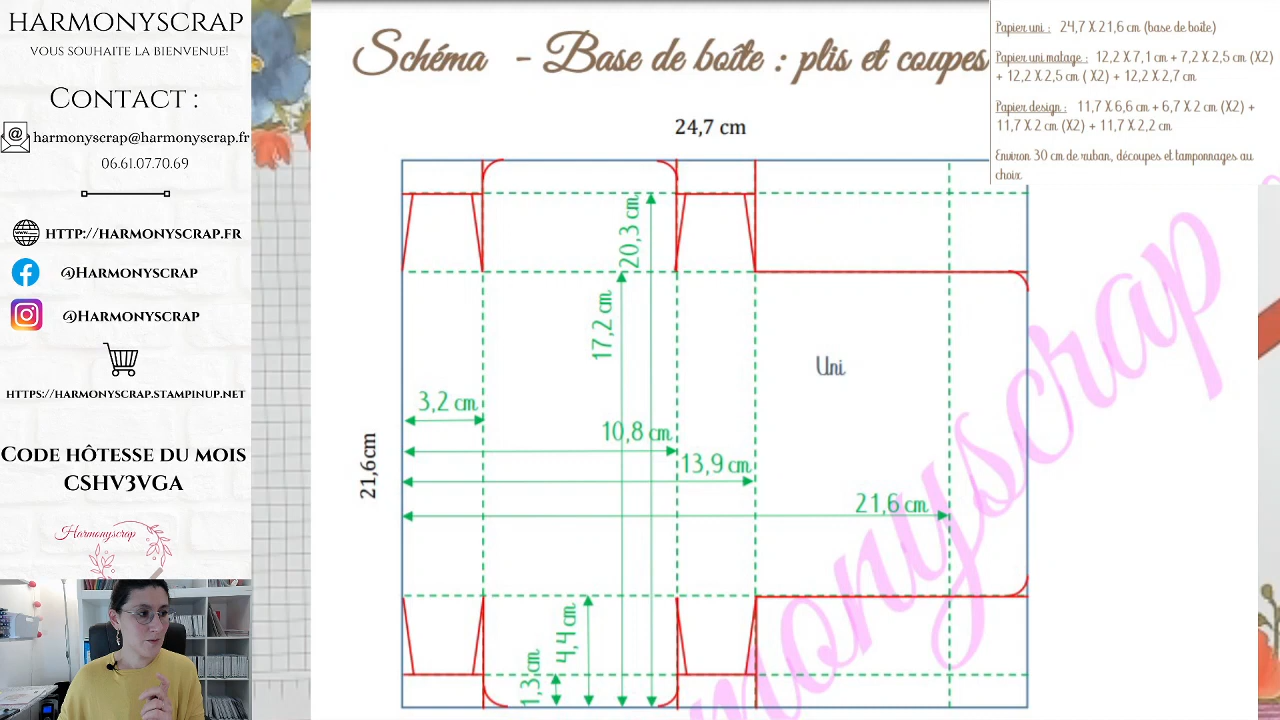 HARMONYSCRAP
VOUS SOUHAITE LA BIENVENUE!
CONTACT :
harmonyscrap@harmonyscrap.fr
06.61.07.70.69
HTTP://HARMONYSCRAP.FR
@HARMONYSCRAP
@HARMONYSCRAP
HTTPS://HARMONYSCRAP.STAMPINUP.NET
CODE HÔTESSE DU MOIS
CSHV3VGA
Harmonyscrap
Schéma - Base de boîte : plis et coupes
Papier uni : 24,7 X 21,6 cm (base de boîte)
Papier uni matage : 12,2 X 7,1 cm + 7,2 X 2,5 cm (X2)
+ 12,2 X 2,5 cm ( X2) + 12,2 X 2,7 cm
Papier design : 11,7 X 6,6 cm + 6,7 X 2 cm (X2) +
11,7 X 2 cm (X2) + 11,7 X 2,2 cm
Environ 30 cm de ruban, découpes et tamponnages au
choix
24,7 cm
20,3 cm
17,2 cm
Uni
3,2 cm
10,8 cm
13,9 cm
21,6 cm
21,6cm
4,4 cm
1,3 cm
monyscrap